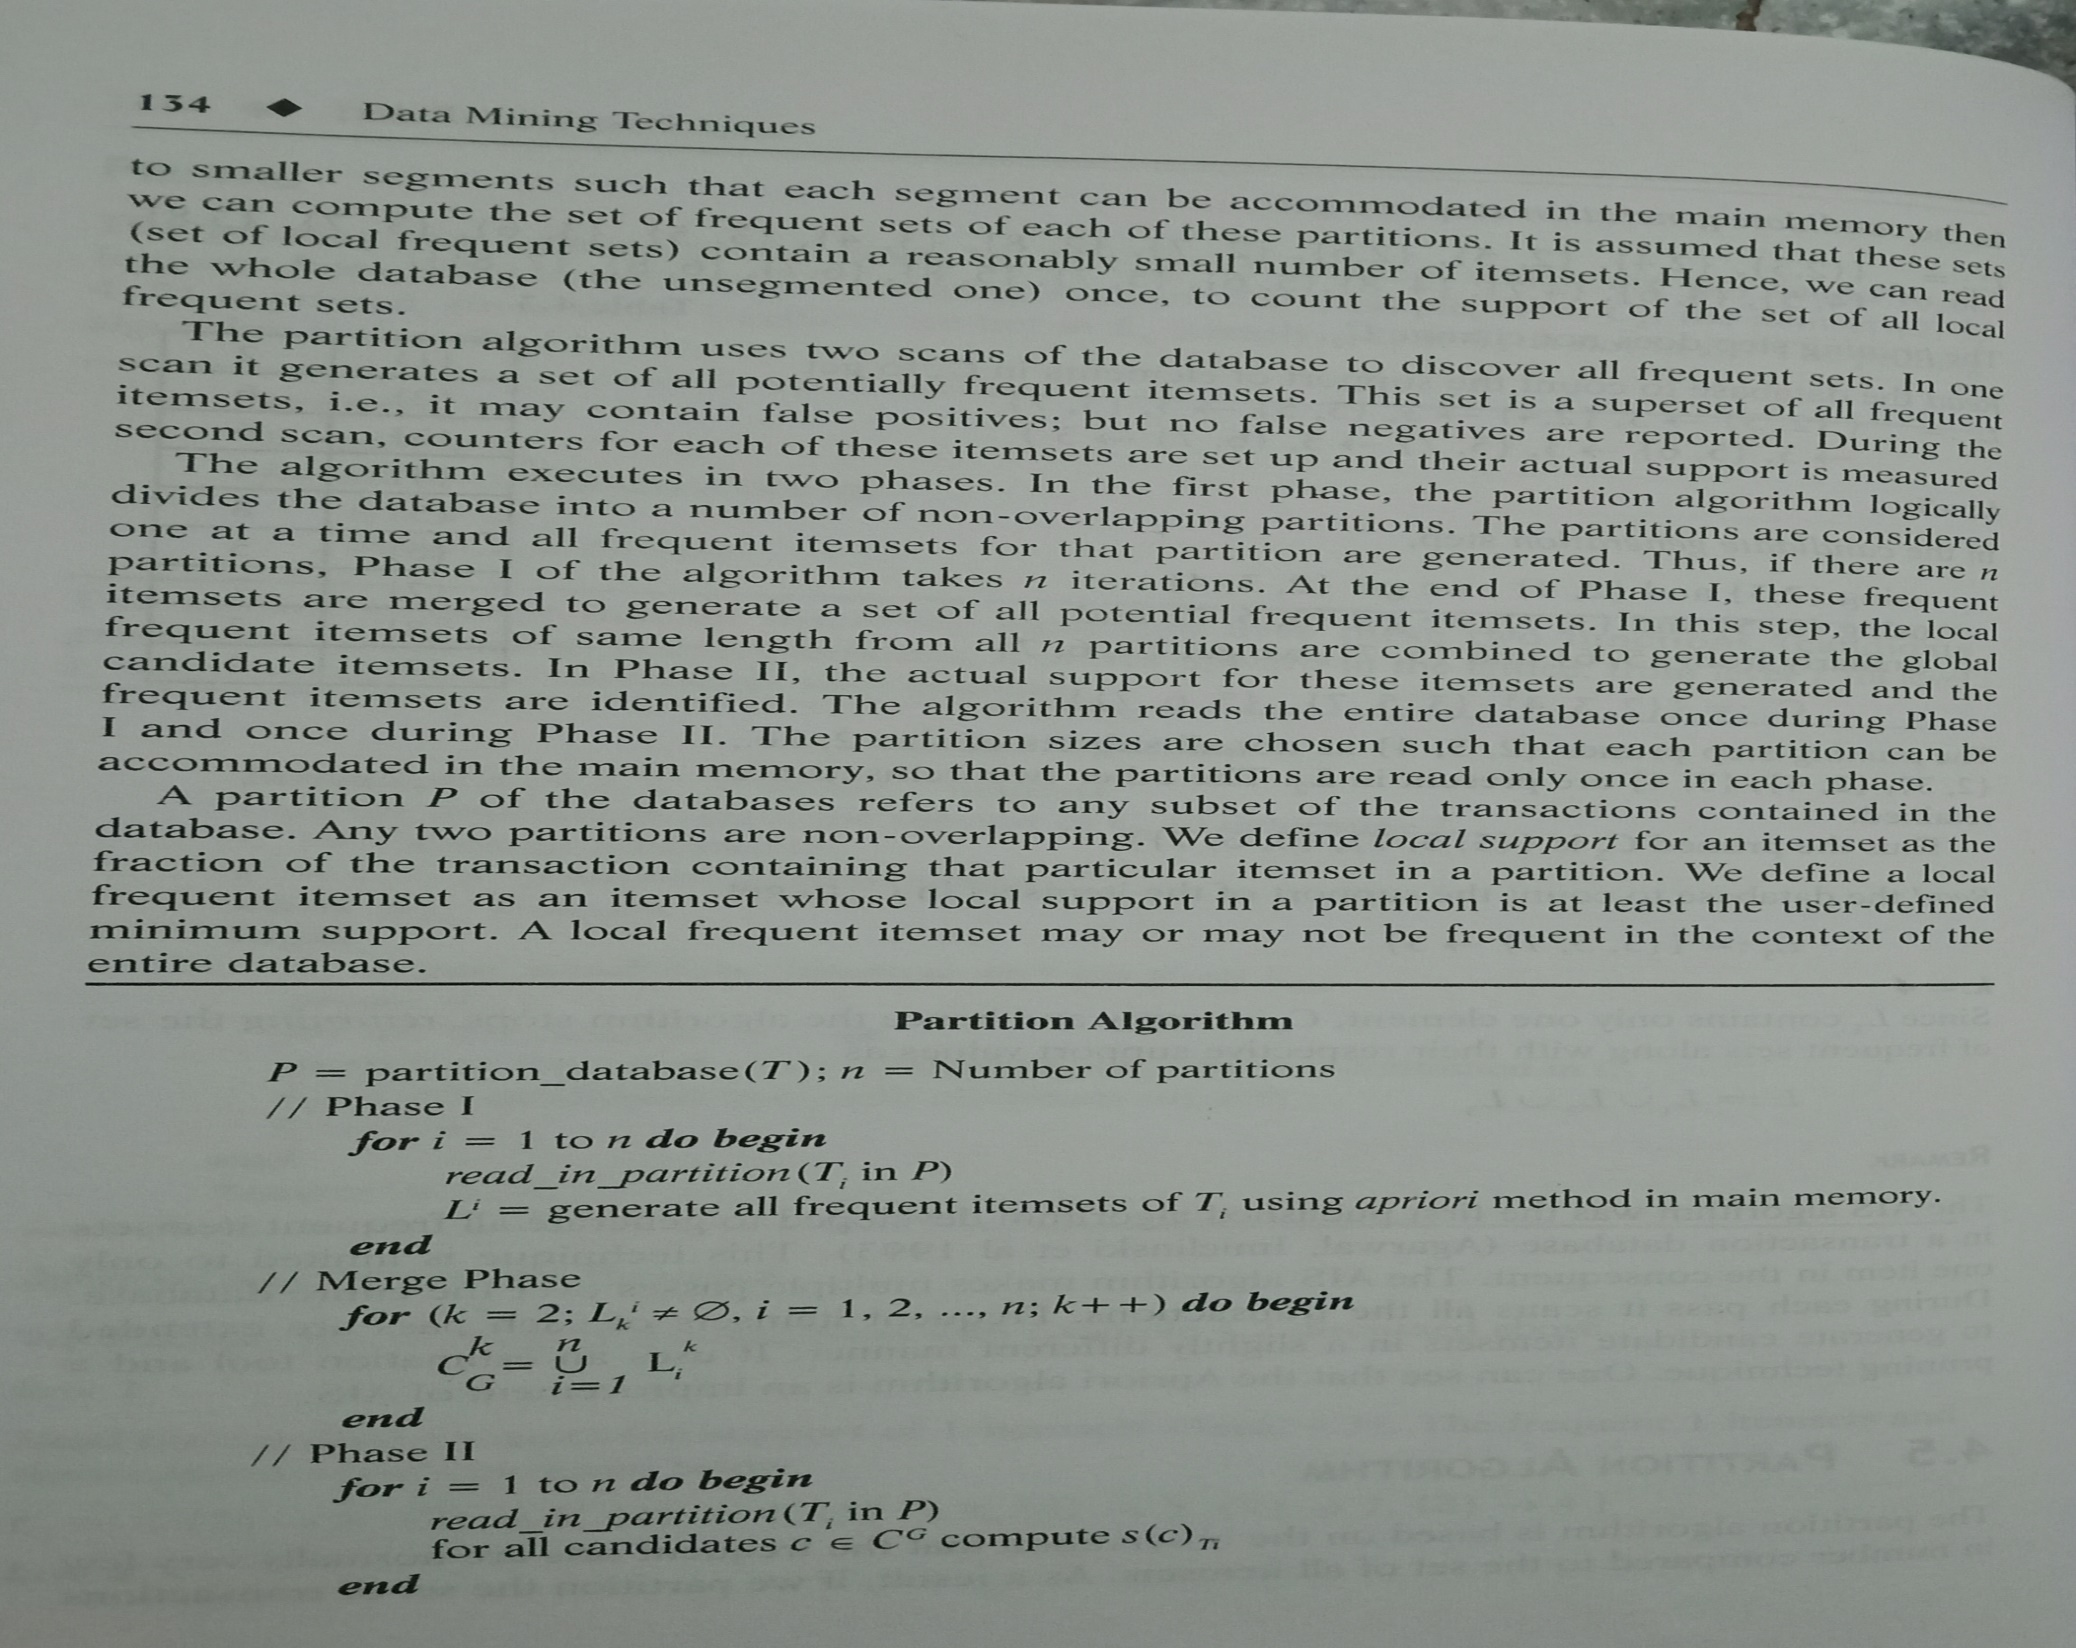 134 ◆ Data Mining Techniques
to smaller segments such that each segment can be accommodated in the main memory then
we can compute the set of frequent sets of each of these partitions. It is assumed that these sets
(set of local frequent sets) contain a reasonably small number of itemsets. Hence, we can read
the whole database (the unsegmented one) once, to count the support of the set of all local
frequent sets.
The partition algorithm uses two scans of the database to discover all frequent sets. In one
scan it generates a set of all potentially frequent itemsets. This set is a superset of all frequent
itemsets, i.e., it may contain false positives; but no false negatives are reported. During the
second scan, counters for each of these itemsets are set up and their actual support is measured
The algorithm executes in two phases. In the first phase, the partition algorithm logically
divides the database into a number of non-overlapping partitions. The partitions are considered
one at a time and all frequent itemsets for that partition are generated. Thus, if there are n
partitions, Phase I of the algorithm takes n iterations. At the end of Phase I, these frequent
itemsets are merged to generate a set of all potential frequent itemsets. In this step, the local
frequent itemsets of same length from all n partitions are combined to generate the global
candidate itemsets. In Phase II, the actual support for these itemsets are generated and the
frequent itemsets are identified. The algorithm reads the entire database once during Phase
I and once during Phase II. The partition sizes are chosen such that each partition can be
accommodated in the main memory, so that the partitions are read only once in each phase.
A partition P of the databases refers to any subset of the transactions contained in the
database. Any two partitions are non-overlapping. We define local support for an itemset as the
fraction of the transaction containing that particular itemset in a partition. We define a local
frequent itemset as an itemset whose local support in a partition is at least the user-defined
minimum support. A local frequent itemset may or may not be frequent in the context of the
entire database.
Partition Algorithm
P = partition_database(T); n = Number of partitions
// Phase I
for i = 1 to n do begin
read_in_partition(T_i in P)
L^i = generate all frequent itemsets of T_i using apriori method in main memory.
end
// Merge Phase
for (k = 2; L_k^i ≠ ∅, i = 1, 2, ..., n; k++) do begin
C_G^k = ∪_{i=1}^n L_i^k
end
// Phase II
for i = 1 to n do begin
read_in_partition(T_i in P)
for all candidates c ∈ C^G compute s(c)_Ti
end